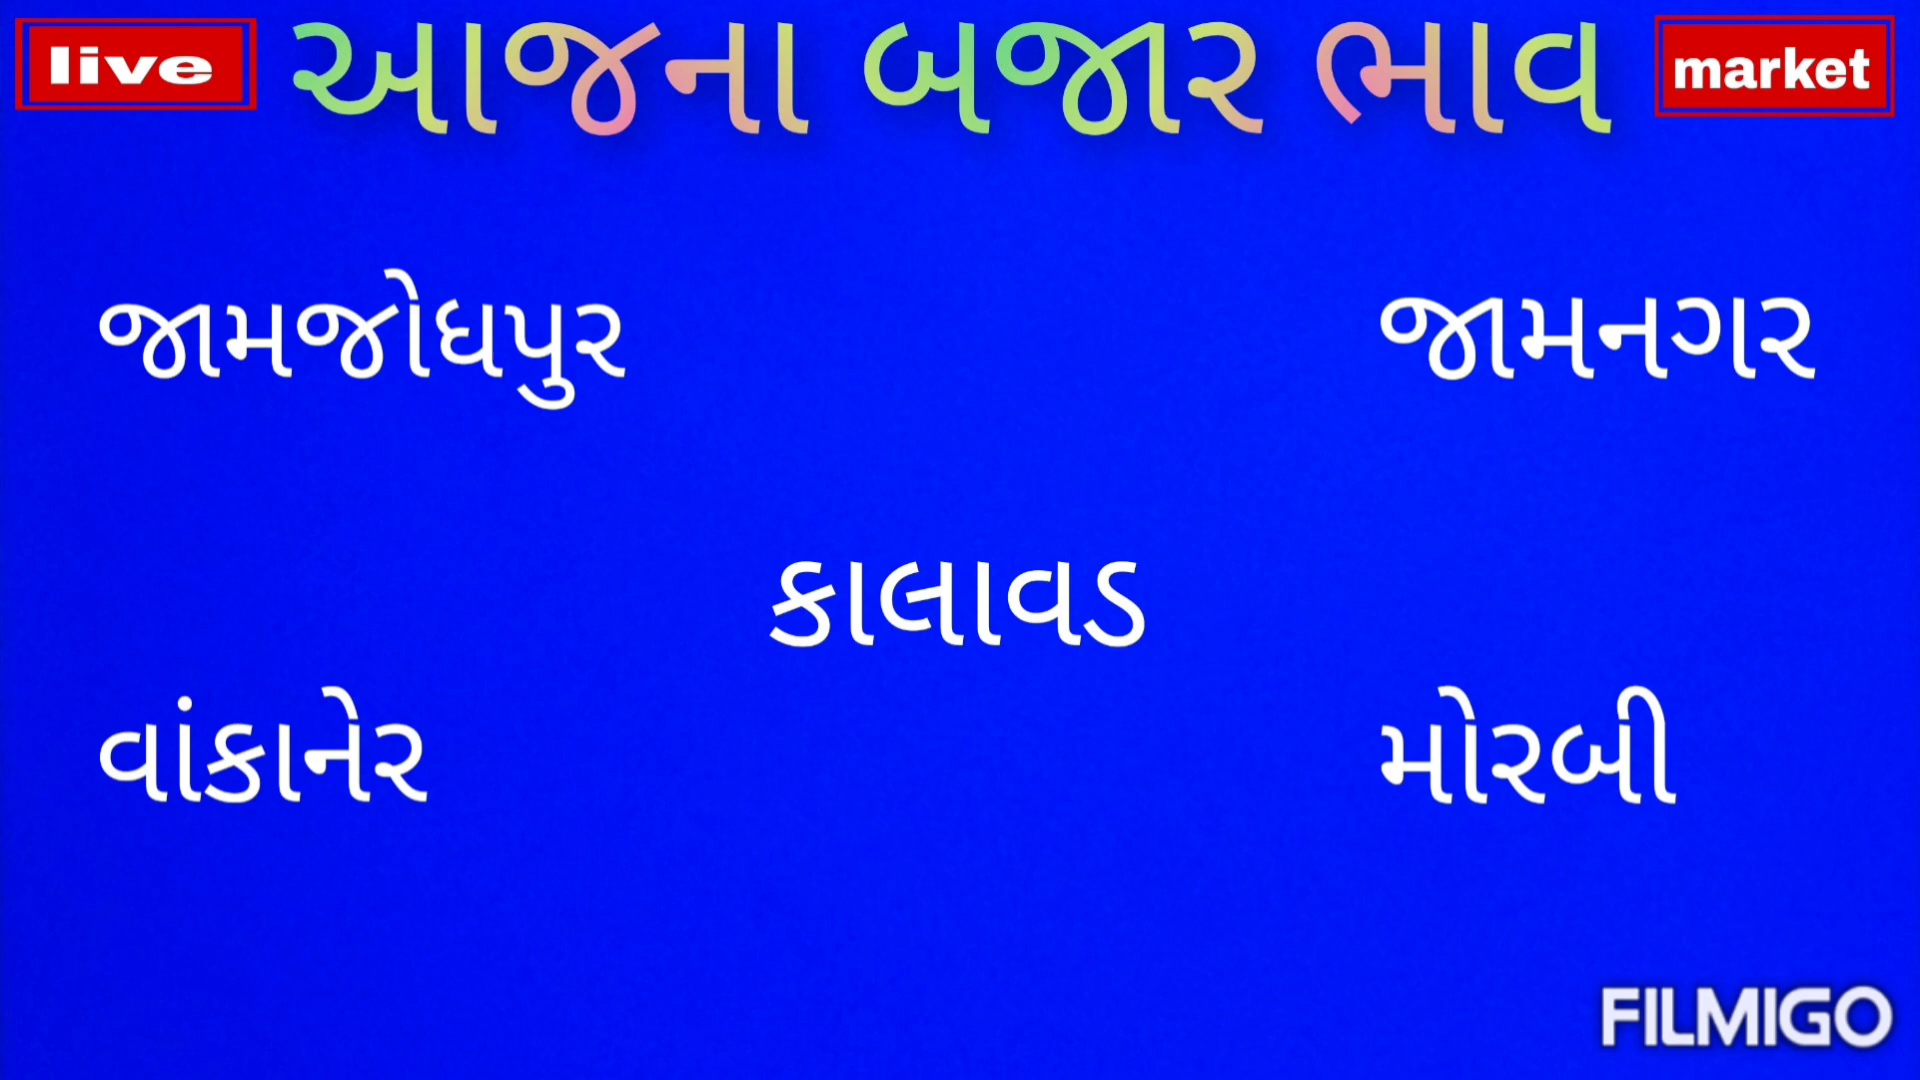 live આજના બજાર ભાવ market
જામજોધપુર જામનગર
કાલાવડ
વાંકાનેર મોરબી
FILMIGO